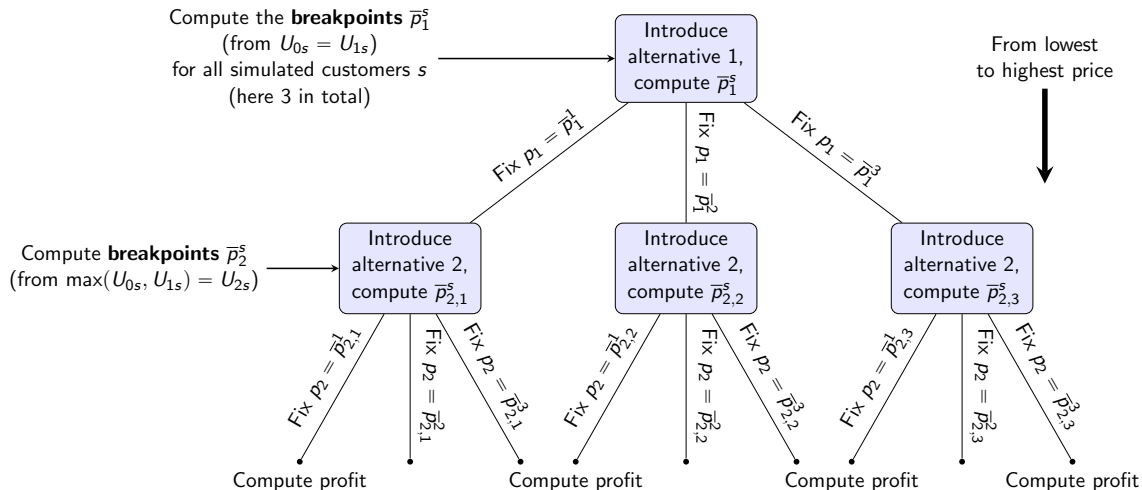 Compute the breakpoints p̅₁ˢ
(from U₀ₛ = U₁ₛ)
for all simulated customers s
(here 3 in total)
Introduce
alternative 1,
compute p̅₁ˢ
From lowest
to highest price
Fix p₁ = p̅₁¹
Fix p₁ = p̅₁²
Fix p₁ = p̅₁³
Compute breakpoints p̅₂ˢ
(from max(U₀ₛ, U₁ₛ) = U₂ₛ)
Introduce
alternative 2,
compute p̅ˢ₂,₁
Introduce
alternative 2,
compute p̅ˢ₂,₂
Introduce
alternative 2,
compute p̅ˢ₂,₃
Fix p₂ = p̅¹₂,₁
Fix p₂ = p̅²₂,₁
Fix p₂ = p̅³₂,₁
Fix p₂ = p̅¹₂,₂
Fix p₂ = p̅²₂,₂
Fix p₂ = p̅³₂,₂
Fix p₂ = p̅¹₂,₃
Fix p₂ = p̅²₂,₃
Fix p₂ = p̅³₂,₃
Compute profit
Compute profit
Compute profit
Compute profit